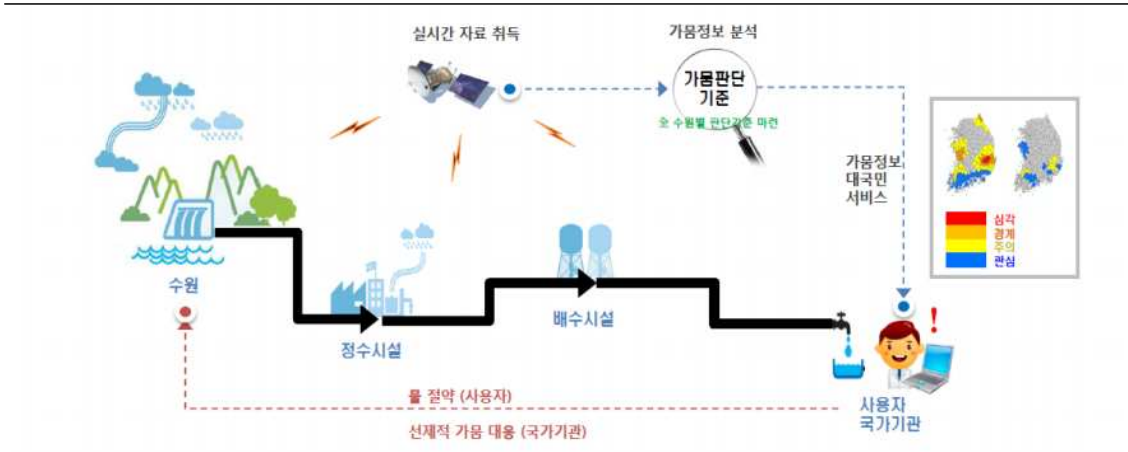 실시간 자료 취득
가뭄정보 분석
가뭄판단
기준
全 수원별 판단기준 마련
가뭄정보
대국민
서비스
심각
경계
주의
관심
수원
정수시설
배수시설
물 절약 (사용자)
선제적 가뭄 대응 (국가기관)
!
사용자
국가기관